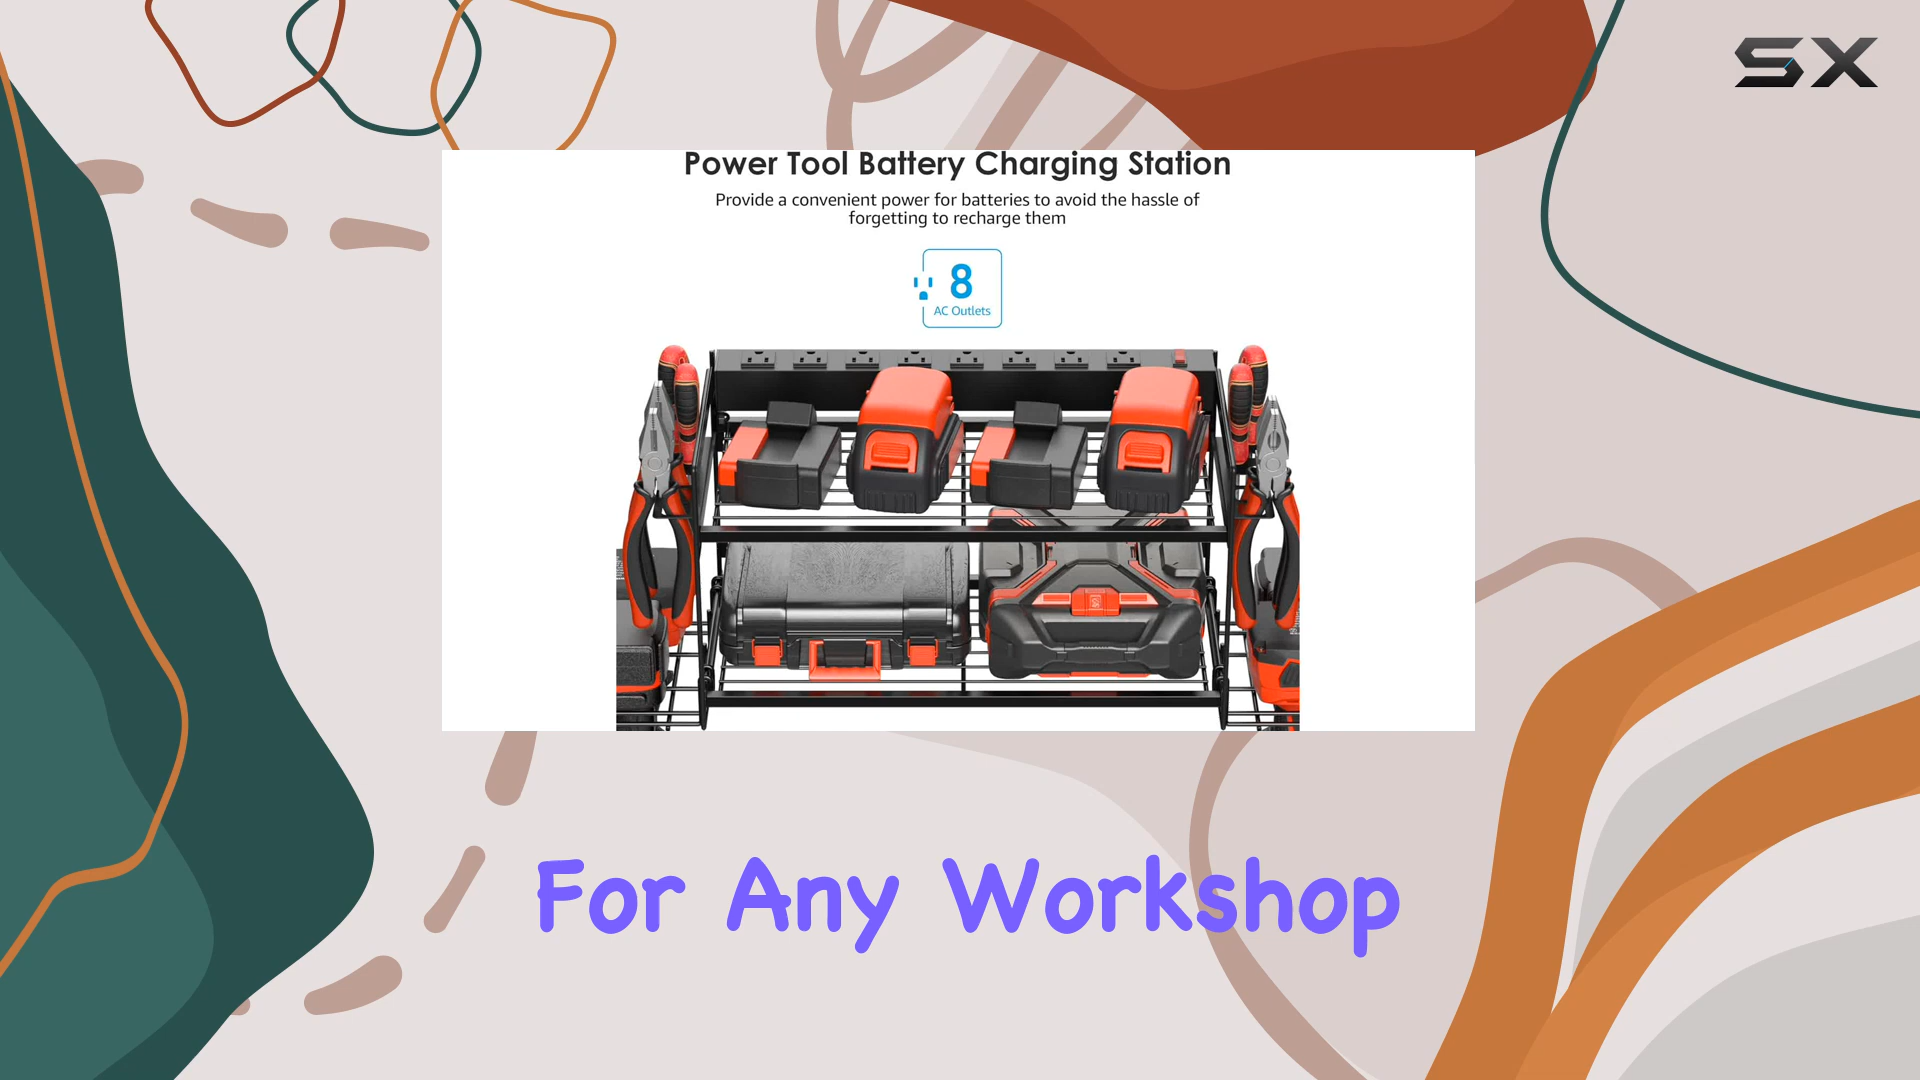 SX
Power Tool Battery Charging Station
Provide a convenient power for batteries to avoid the hassle of
forgetting to recharge them
8
AC Outlets
For Any Workshop